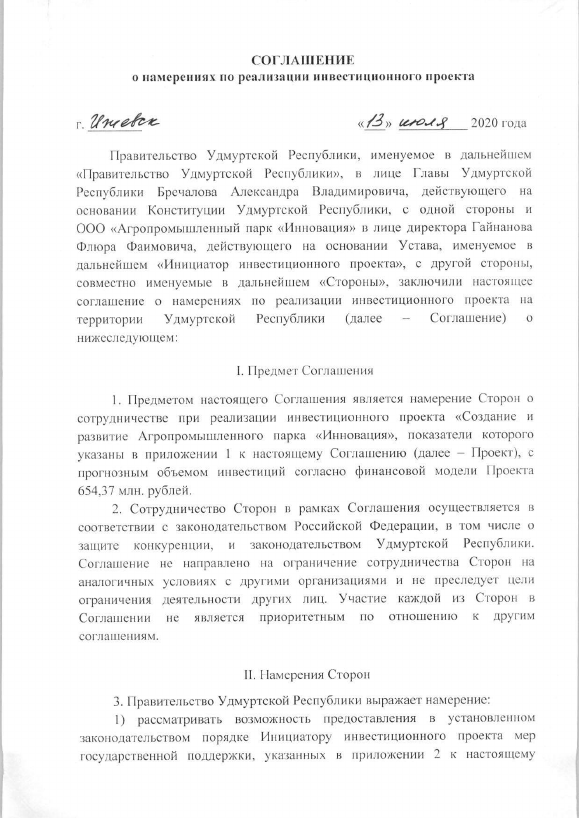 СОГЛАШЕНИЕ
о намерениях по реализации инвестиционного проекта
г. Ижевск «13» июля 2020 года
Правительство Удмуртской Республики, именуемое в дальнейшем
«Правительство Удмуртской Республики», в лице Главы Удмуртской
Республики Бречалова Александра Владимировича, действующего на
основании Конституции Удмуртской Республики, с одной стороны и
ООО «Агропромышленный парк «Инновация» в лице директора Гайнанова
Флюра Фаимовича, действующего на основании Устава, именуемое в
дальнейшем «Инициатор инвестиционного проекта», с другой стороны,
совместно именуемые в дальнейшем «Стороны», заключили настоящее
соглашение о намерениях по реализации инвестиционного проекта на
территории Удмуртской Республики (далее – Соглашение) о
нижеследующем:
I. Предмет Соглашения
1. Предметом настоящего Соглашения является намерение Сторон о
сотрудничестве при реализации инвестиционного проекта «Создание и
развитие Агропромышленного парка «Инновация», показатели которого
указаны в приложении 1 к настоящему Соглашению (далее – Проект), с
прогнозным объемом инвестиций согласно финансовой модели Проекта
654,37 млн. рублей.
2. Сотрудничество Сторон в рамках Соглашения осуществляется в
соответствии с законодательством Российской Федерации, в том числе о
защите конкуренции, и законодательством Удмуртской Республики.
Соглашение не направлено на ограничение сотрудничества Сторон на
аналогичных условиях с другими организациями и не преследует цели
ограничения деятельности других лиц. Участие каждой из Сторон в
Соглашении не является приоритетным по отношению к другим
соглашениям.
II. Намерения Сторон
3. Правительство Удмуртской Республики выражает намерение:
1) рассматривать возможность предоставления в установленном
законодательством порядке Инициатору инвестиционного проекта мер
государственной поддержки, указанных в приложении 2 к настоящему